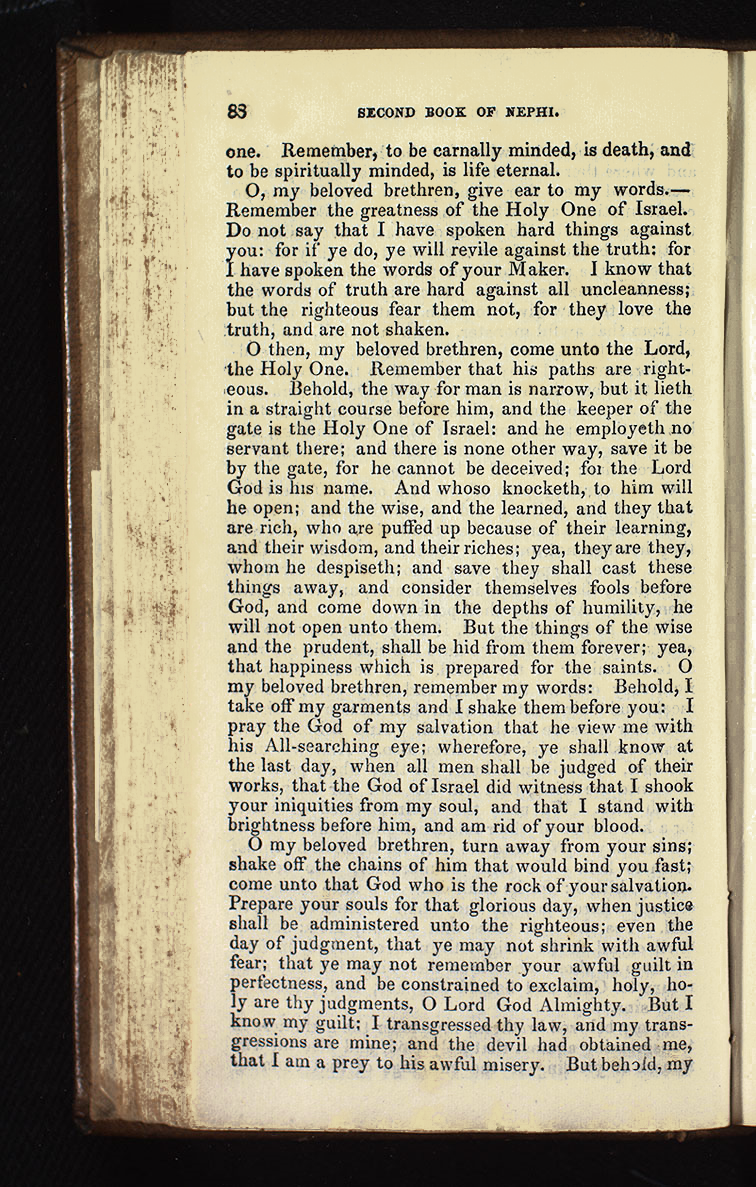 88 SECOND BOOK OF NEPHI.
one. Remember, to be carnally minded, is death, and
to be spiritually minded, is life eternal.
O, my beloved brethren, give ear to my words.—
Remember the greatness of the Holy One of Israel.
Do not say that I have spoken hard things against
you: for if ye do, ye will revile against the truth: for
I have spoken the words of your Maker. I know that
the words of truth are hard against all uncleanness;
but the righteous fear them not, for they love the
truth, and are not shaken.
O then, my beloved brethren, come unto the Lord,
the Holy One. Remember that his paths are right-
eous. Behold, the way for man is narrow, but it lieth
in a straight course before him, and the keeper of the
gate is the Holy One of Israel: and he employeth no
servant there; and there is none other way, save it be
by the gate, for he cannot be deceived; for the Lord
God is his name. And whoso knocketh, to him will
he open; and the wise, and the learned, and they that
are rich, who are puffed up because of their learning,
and their wisdom, and their riches; yea, they are they,
whom he despiseth; and save they shall cast these
things away, and consider themselves fools before
God, and come down in the depths of humility, he
will not open unto them. But the things of the wise
and the prudent, shall be hid from them forever; yea,
that happiness which is prepared for the saints. O
my beloved brethren, remember my words: Behold, I
take off my garments and I shake them before you: I
pray the God of my salvation that he view me with
his All-searching eye; wherefore, ye shall know at
the last day, when all men shall be judged of their
works, that the God of Israel did witness that I shook
your iniquities from my soul, and that I stand with
brightness before him, and am rid of your blood.
O my beloved brethren, turn away from your sins;
shake off the chains of him that would bind you fast;
come unto that God who is the rock of your salvation.
Prepare your souls for that glorious day, when justice
shall be administered unto the righteous; even the
day of judgment, that ye may not shrink with awful
fear; that ye may not remember your awful guilt in
perfectness, and be constrained to exclaim, holy, ho-
ly are thy judgments, O Lord God Almighty. But I
know my guilt; I transgressed thy law, and my trans-
gressions are mine; and the devil had obtained me,
that I am a prey to his awful misery. But behold, my